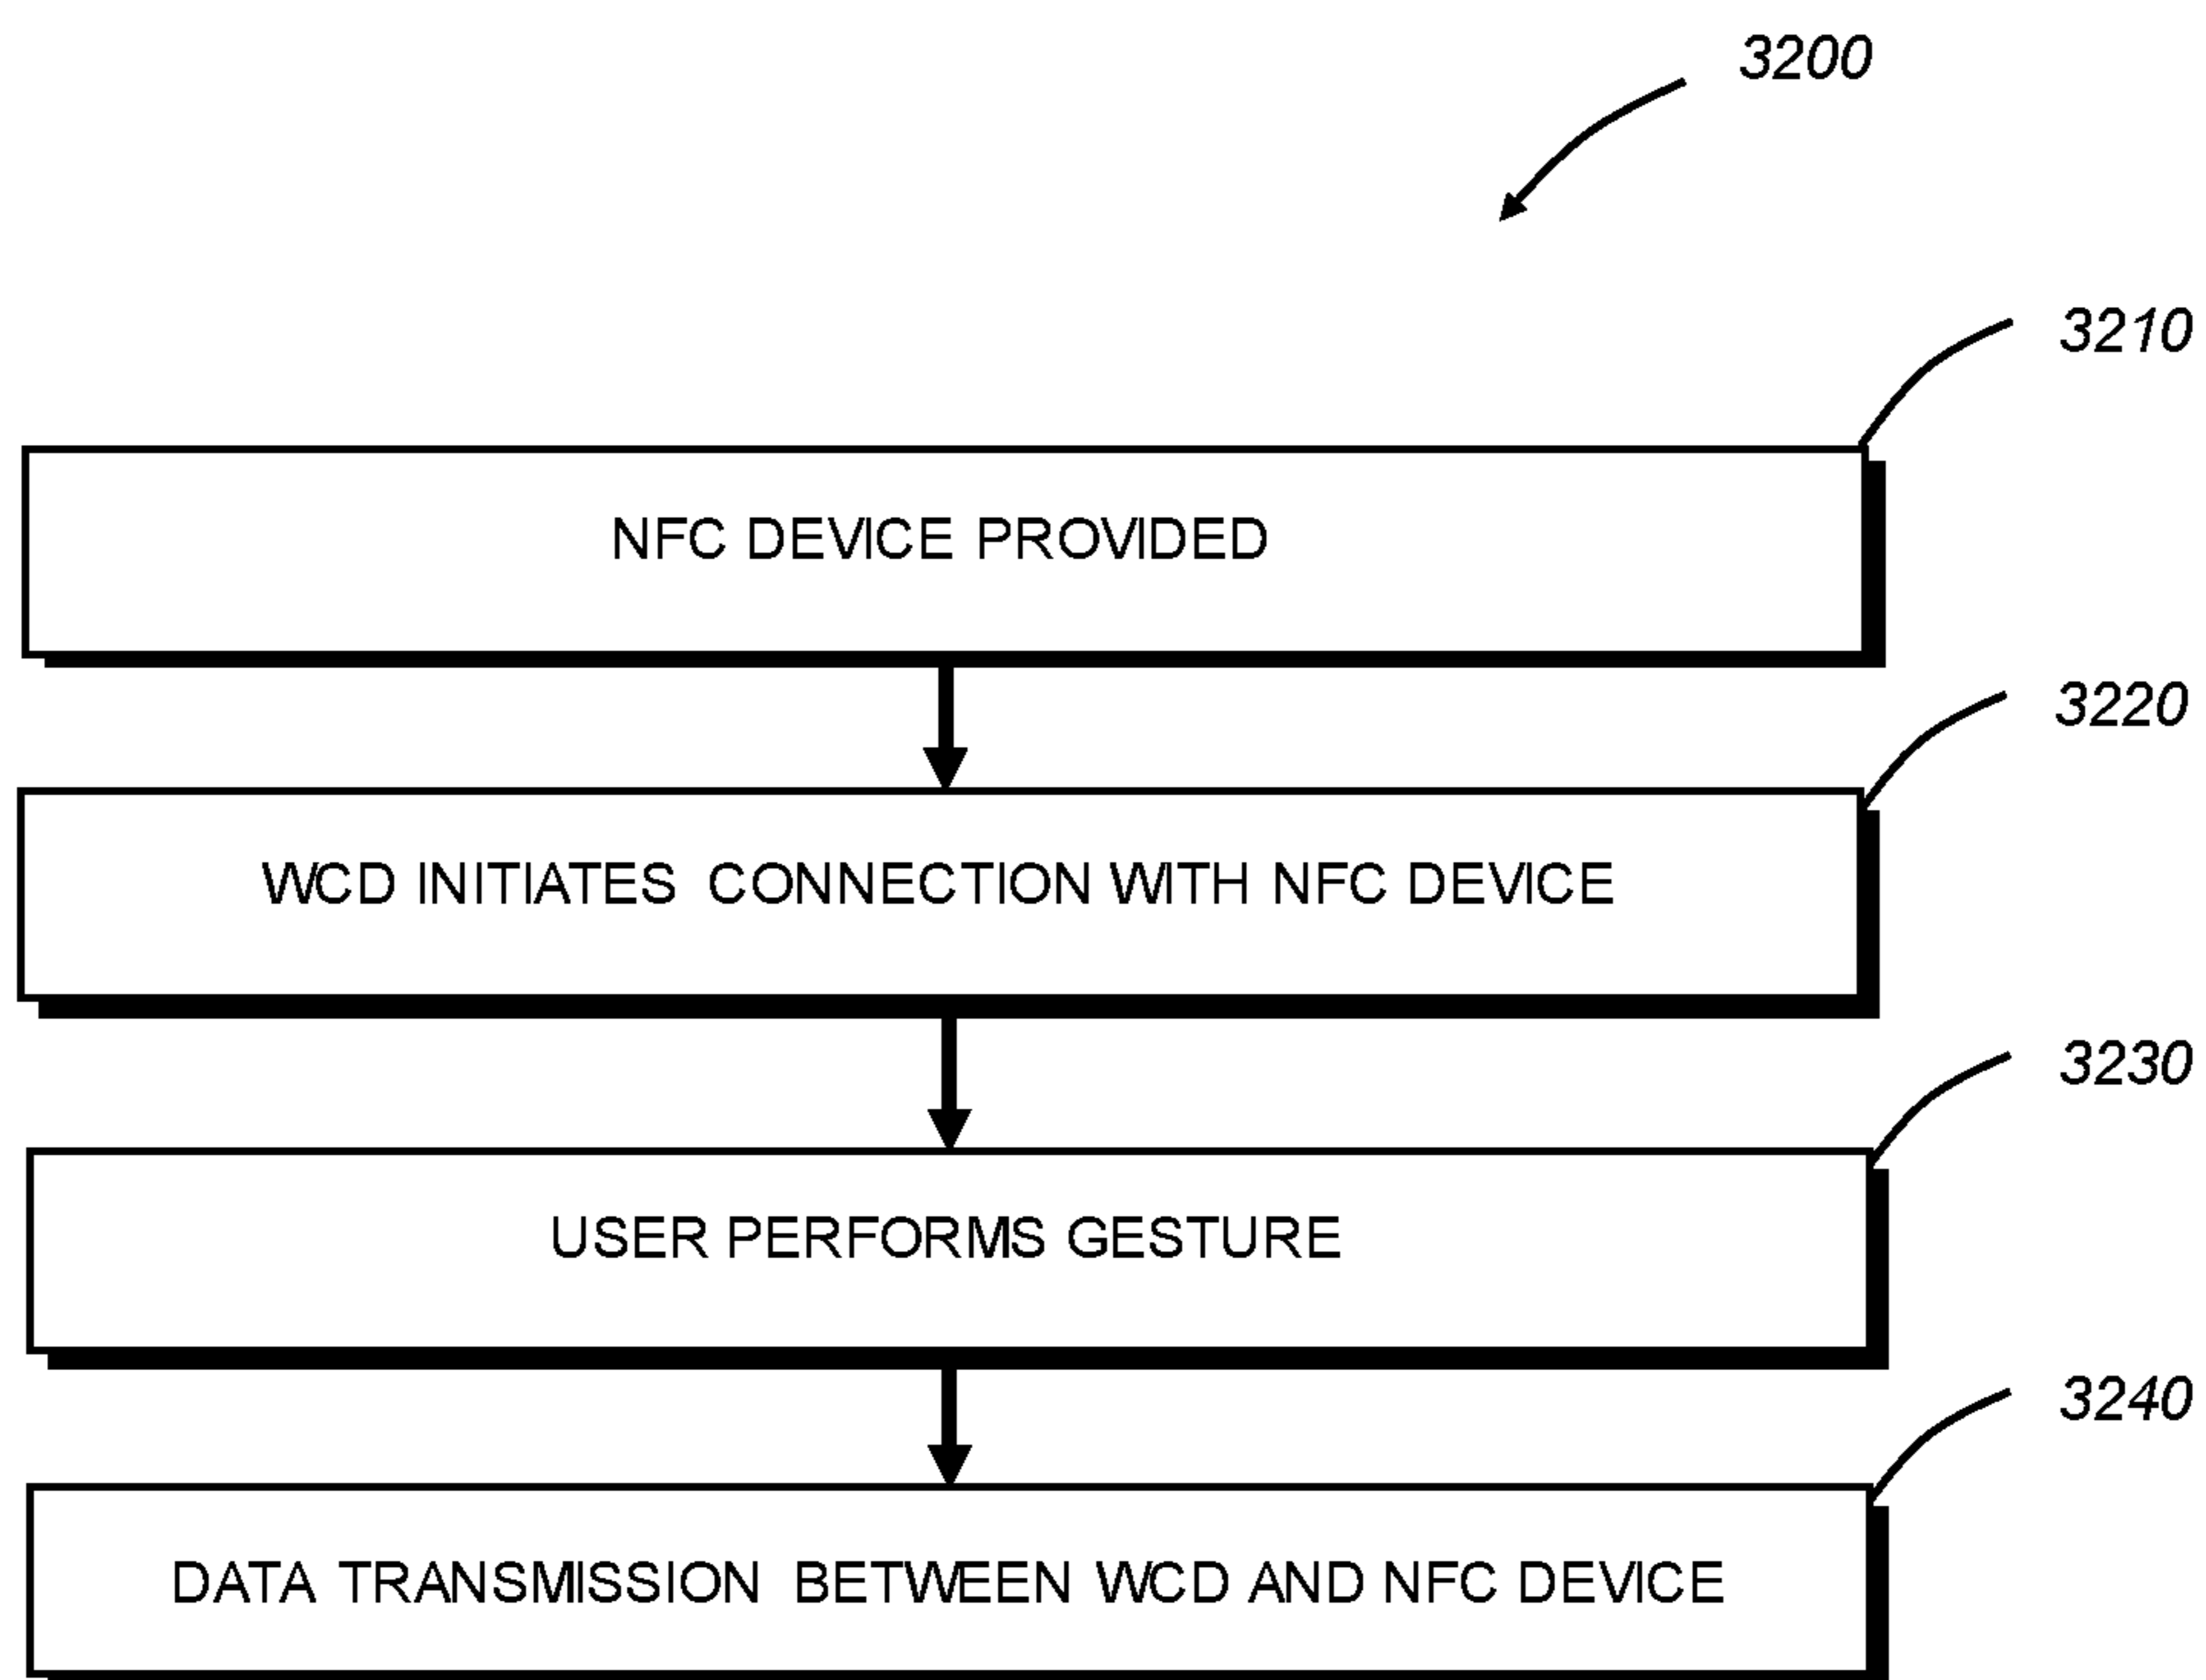 3200
3210
NFC DEVICE PROVIDED
3220
WCD INITIATES CONNECTION WITH NFC DEVICE
3230
USER PERFORMS GESTURE
3240
DATA TRANSMISSION BETWEEN WCD AND NFC DEVICE